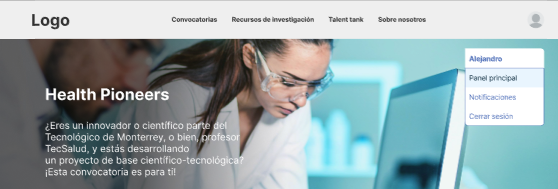 Logo
Convocatorias
Recursos de investigación
Talent tank
Sobre nosotros
Alejandro
Panel principal
Notificaciones
Cerrar sesión
Health Pioneers
¿Eres un innovador o científico parte del
Tecnológico de Monterrey, o bien, profesor
TecSalud, y estás desarrollando
un proyecto de base científico-tecnológica?
¡Esta convocatoria es para ti!